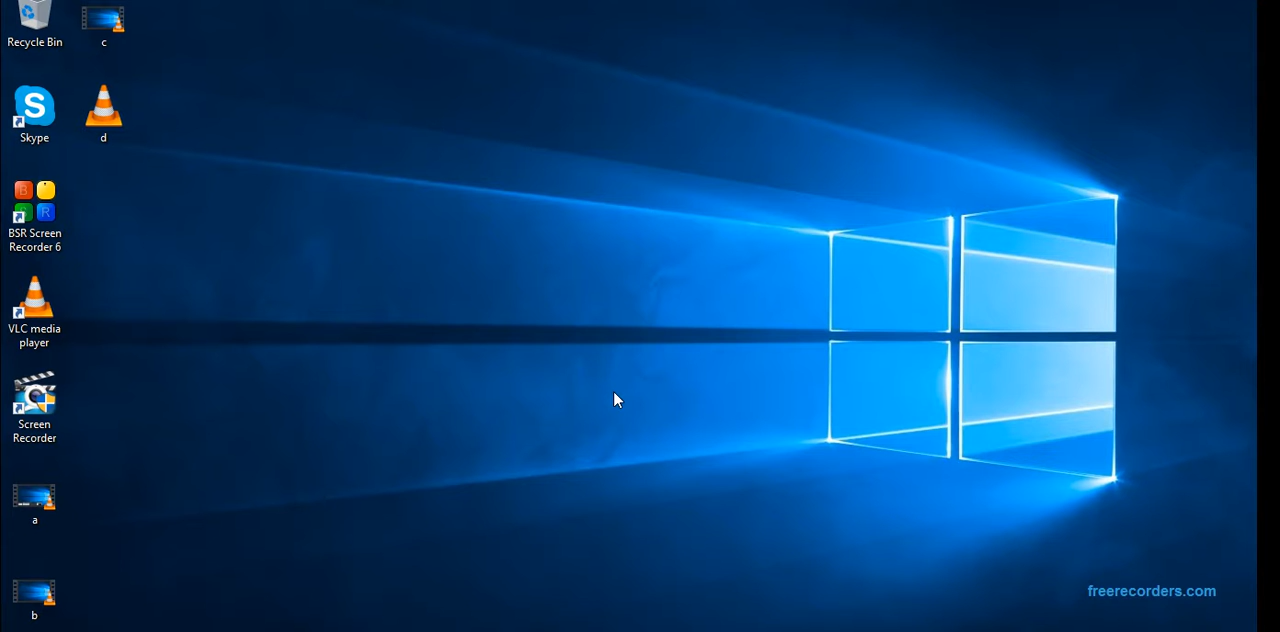 Recycle Bin
c
Skype
d
BSR Screen
Recorder 6
VLC media
player
Screen
Recorder
a
b
freerecorders.com